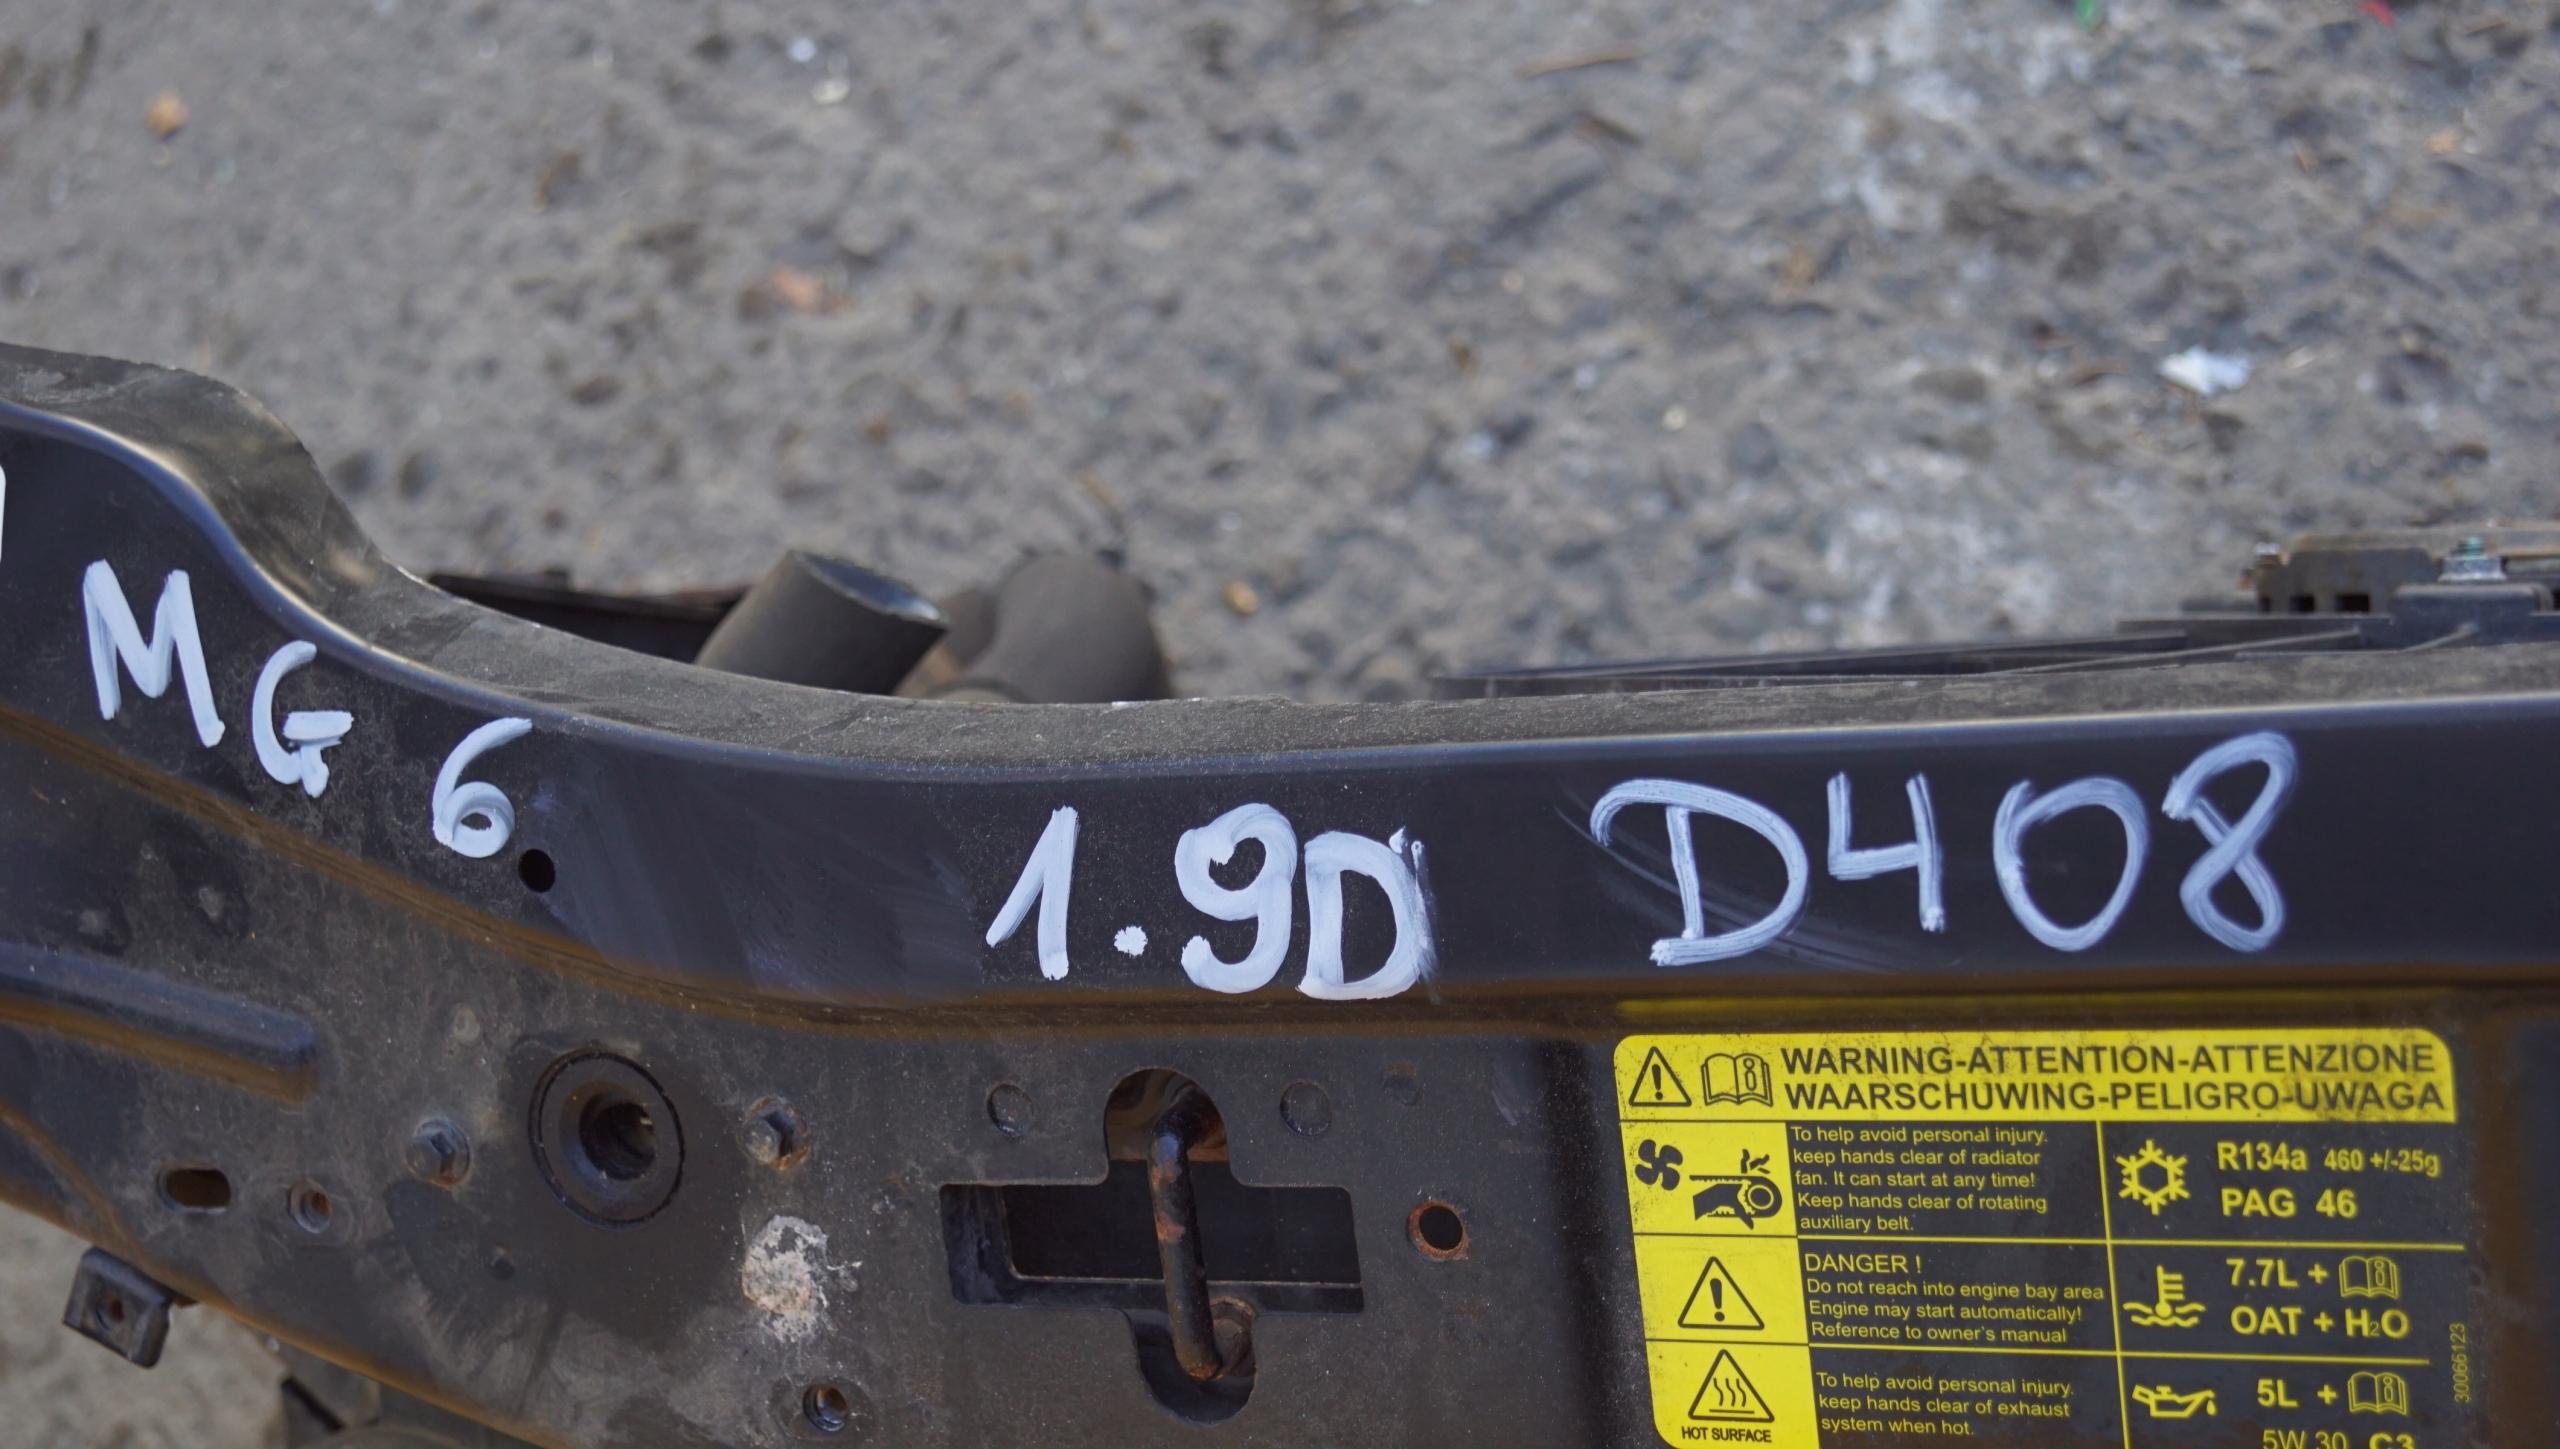 MG 6 1.9D D408
WARNING-ATTENTION-ATTENZIONE
WAARSCHUWING-PELIGRO-UWAGA
To help avoid personal injury.
keep hands clear of radiator
fan. It can start at any time!
Keep hands clear of rotating
auxiliary belt.
R134a 460 +/-25g
PAG 46
DANGER !
Do not reach into engine bay area
Engine may start automatically!
Reference to owner's manual
7.7L +
OAT + H₂O
HOT SURFACE
To help avoid personal injury.
keep hands clear of exhaust
system when hot.
5L +
5W 30 C3
30066123